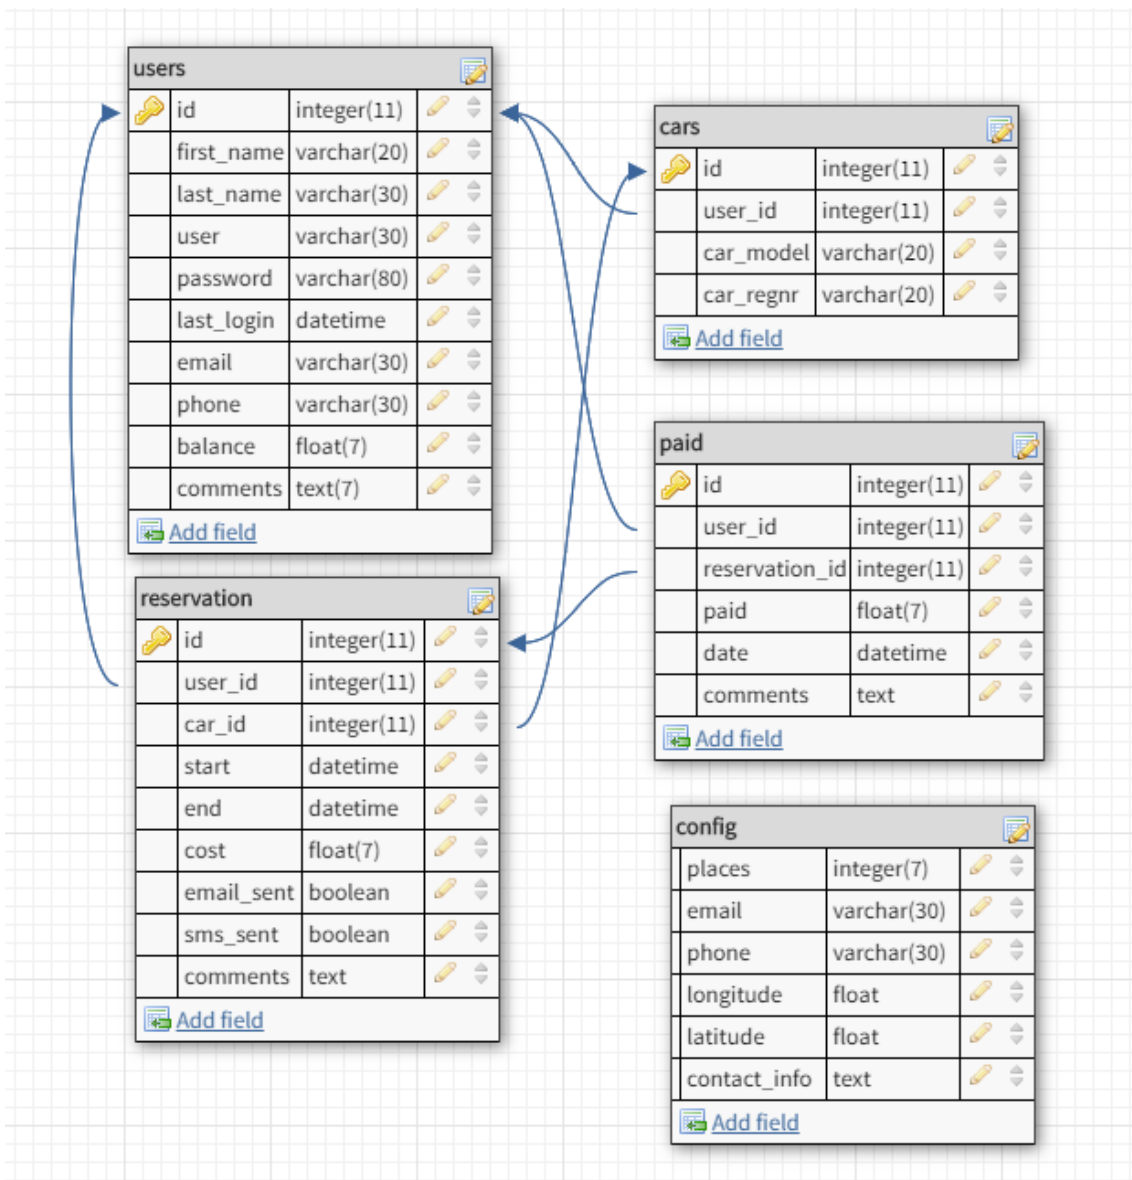 users
id integer(11)
first_name varchar(20)
last_name varchar(30)
user varchar(30)
password varchar(80)
last_login datetime
email varchar(30)
phone varchar(30)
balance float(7)
comments text(7)
Add field
cars
id integer(11)
user_id integer(11)
car_model varchar(20)
car_regnr varchar(20)
Add field
paid
id integer(11)
user_id integer(11)
reservation_id integer(11)
paid float(7)
date datetime
comments text
Add field
reservation
id integer(11)
user_id integer(11)
car_id integer(11)
start datetime
end datetime
cost float(7)
email_sent boolean
sms_sent boolean
comments text
Add field
config
places integer(7)
email varchar(30)
phone varchar(30)
longitude float
latitude float
contact_info text
Add field